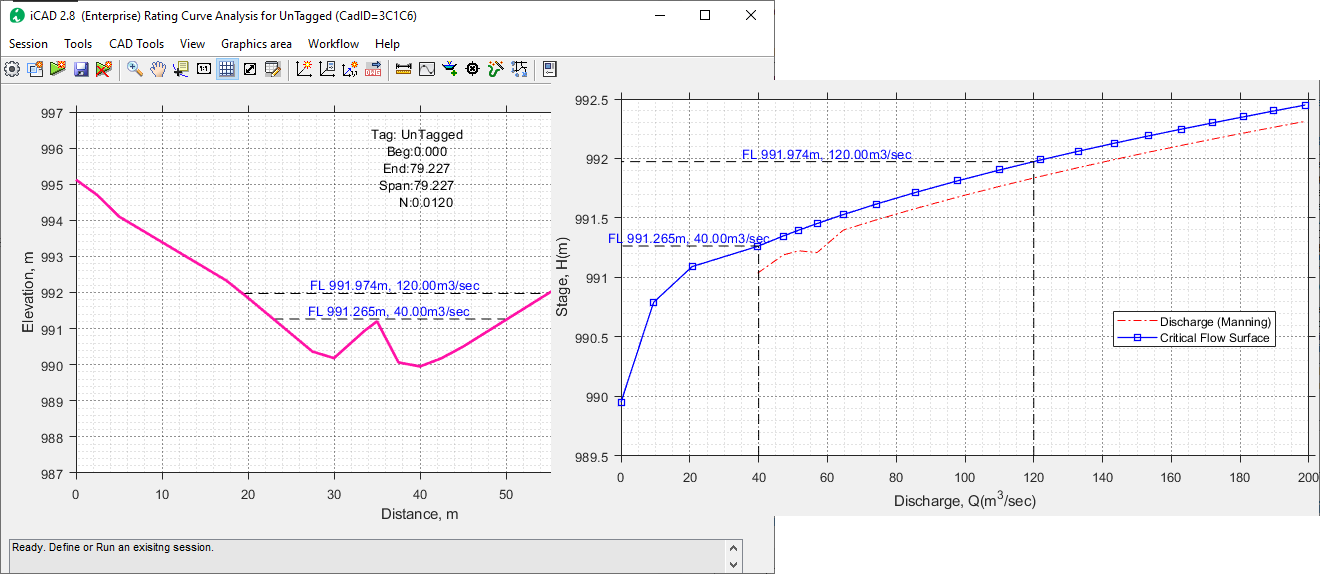 iCAD 2.8 (Enterprise) Rating Curve Analysis for UnTagged (CadID=3C1C6)
Session Tools CAD Tools View Graphics area Workflow Help
1:1
997
996
995
994
993
992
991
990
989
988
987
Elevation, m
Tag: UnTagged
Beg:0.000
End:79.227
Span:79.227
N:0.0120
FL 991.974m, 120.00m3/sec
FL 991.265m, 40.00m3/sec
0 10 20 30 40 50
Distance, m
992.5
992
991.5
991
990.5
990
989.5
Stage, H(m)
FL 991.974m, 120.00m3/sec
FL 991.265m, 40.00m3/sec
Discharge (Manning)
Critical Flow Surface
0 20 40 60 80 100 120 140 160 180 200
Discharge, Q(m³/sec)
Ready. Define or Run an exisitng session.